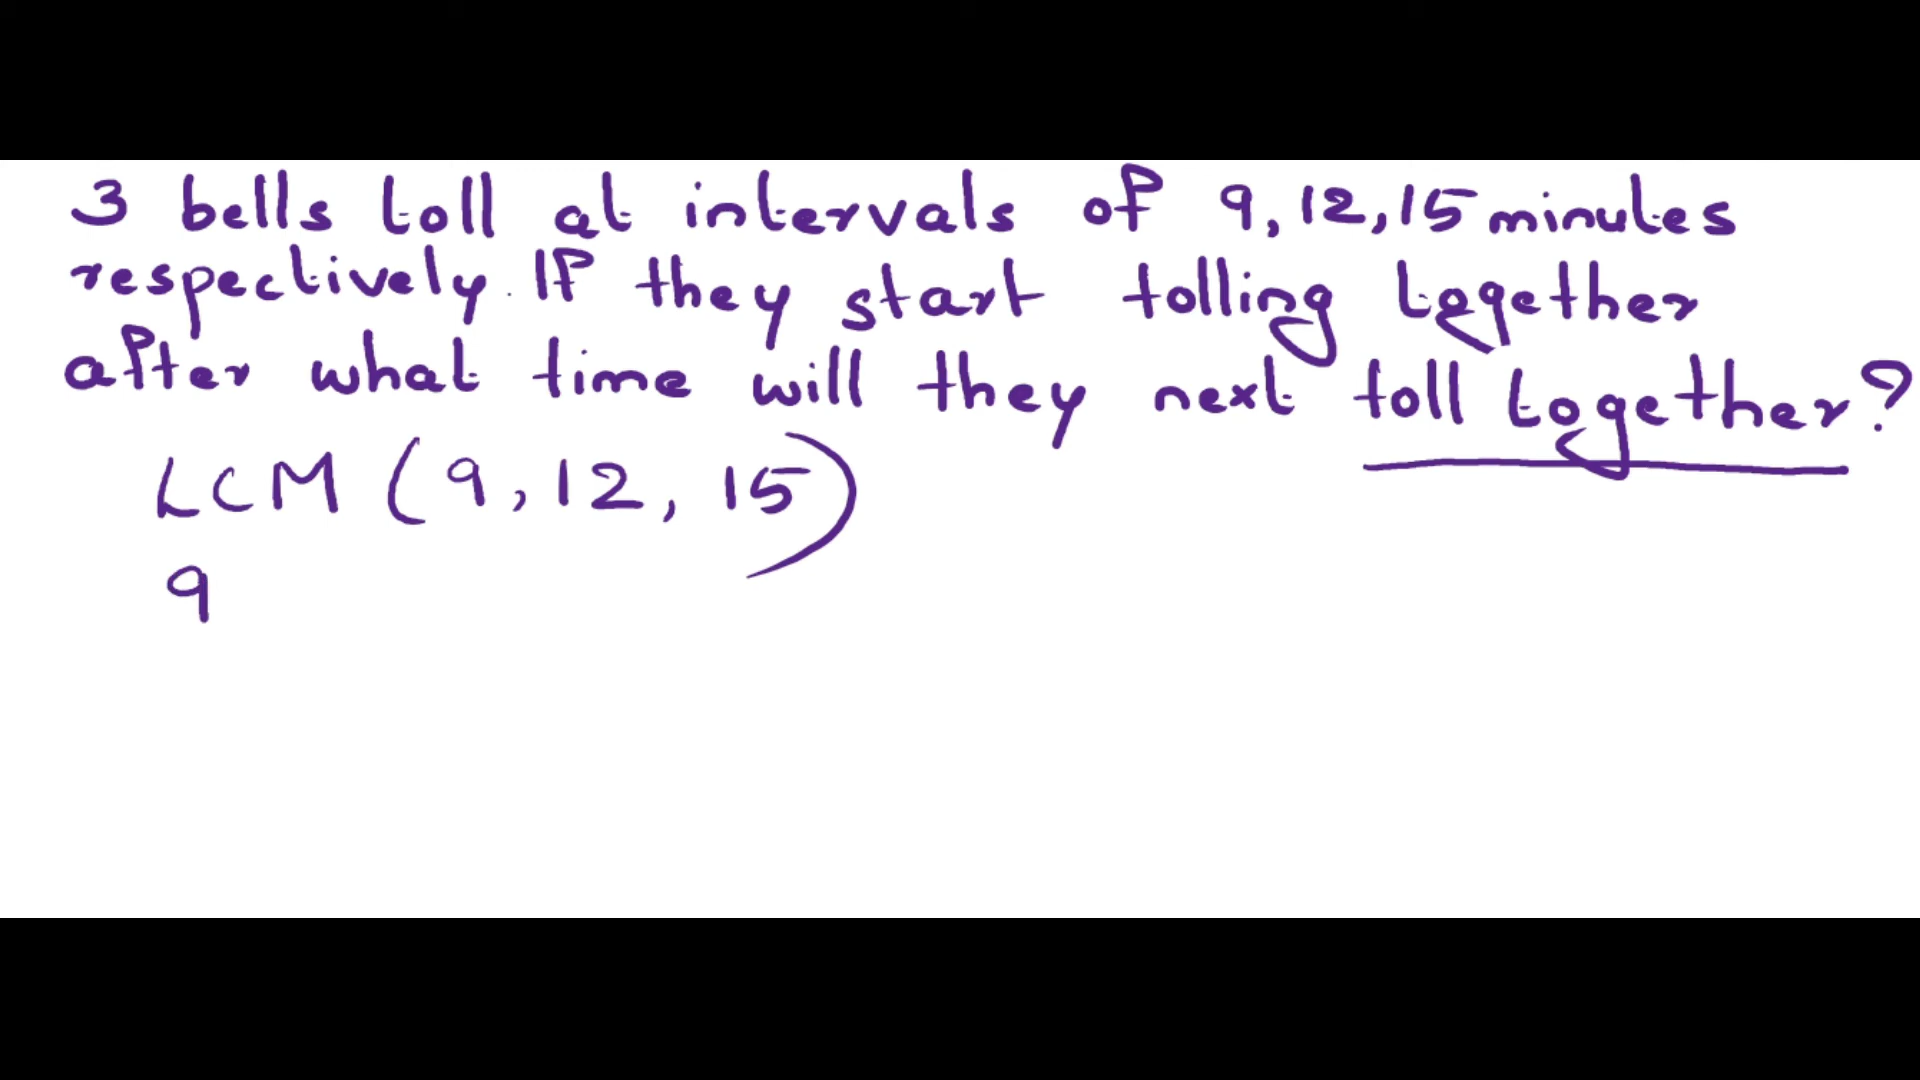 3 bells toll at intervals of 9, 12, 15 minutes
respectively. If they start tolling together
after what time will they next toll together?
LCM (9, 12, 15)
9